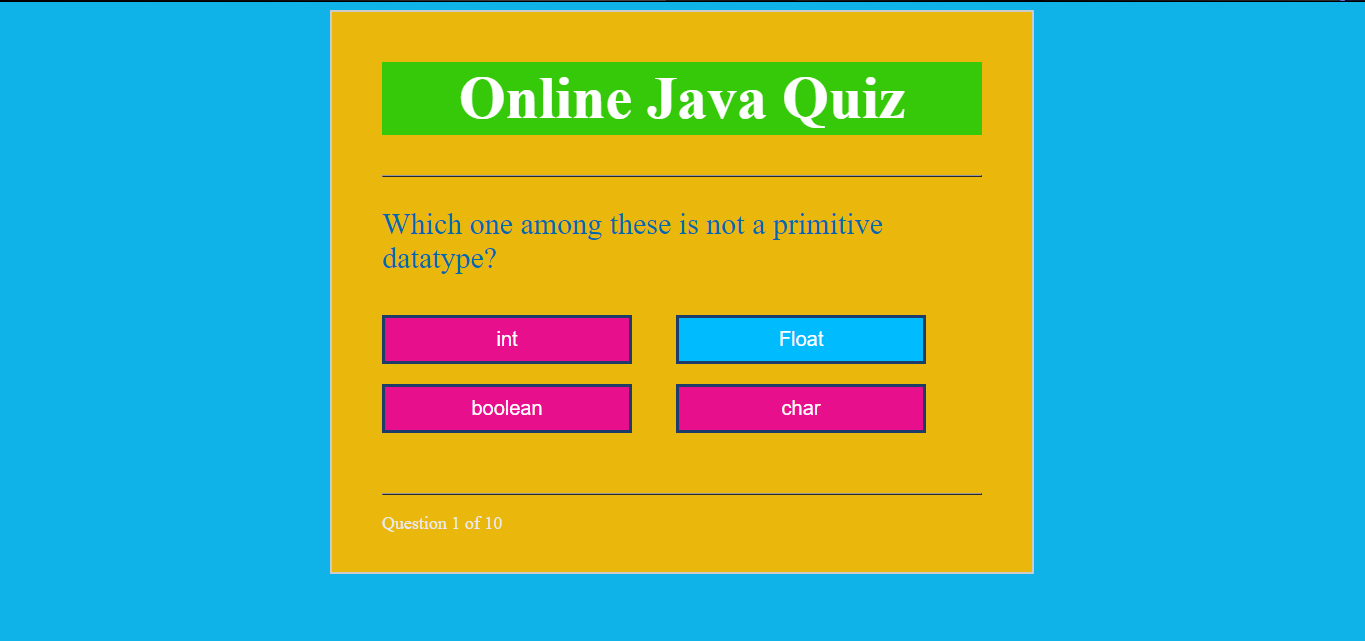 Online Java Quiz
Which one among these is not a primitive
datatype?
int
Float
boolean
char
Question 1 of 10